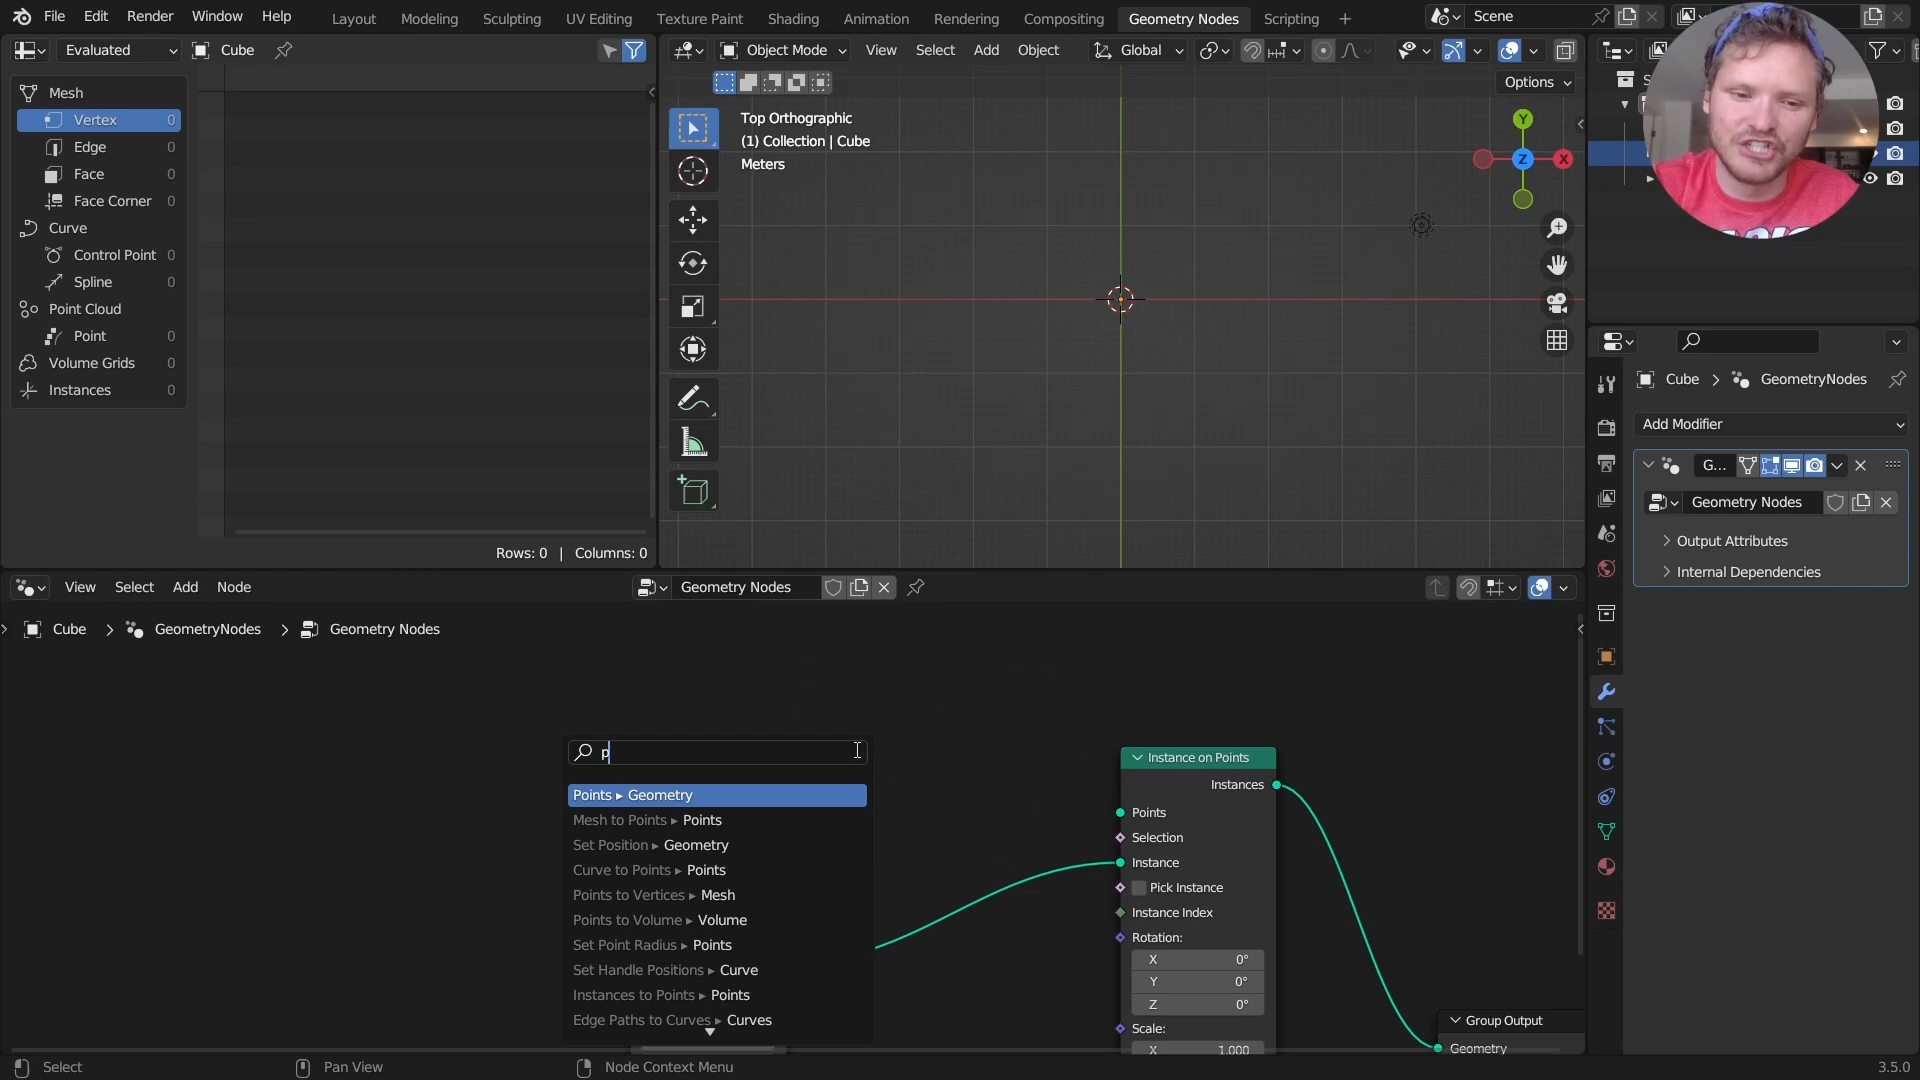 File Edit Render Window Help
Layout Modeling Sculpting UV Editing Texture Paint Shading Animation Rendering Compositing Geometry Nodes Scripting +
Scene
Evaluated
Cube
Object Mode View Select Add Object
Global
Options
Mesh
Vertex 0
Edge 0
Face 0
Face Corner 0
Curve
Control Point 0
Spline 0
Point Cloud
Point 0
Volume Grids 0
Instances 0
Rows: 0 | Columns: 0
Top Orthographic
(1) Collection | Cube
Meters
Y
Z
X
Cube > GeometryNodes
Add Modifier
G...
Geometry Nodes
> Output Attributes
> Internal Dependencies
View Select Add Node
Geometry Nodes
Cube > GeometryNodes > Geometry Nodes
p
Points ▸ Geometry
Mesh to Points ▸ Points
Set Position ▸ Geometry
Curve to Points ▸ Points
Points to Vertices ▸ Mesh
Points to Volume ▸ Volume
Set Point Radius ▸ Points
Set Handle Positions ▸ Curve
Instances to Points ▸ Points
Edge Paths to Curves ▸ Curves
Instance on Points
Instances
Points
Selection
Instance
Pick Instance
Instance Index
Rotation:
X 0°
Y 0°
Z 0°
Scale:
X 1.000
Group Output
Geometry
Select
Pan View
Node Context Menu
3.5.0